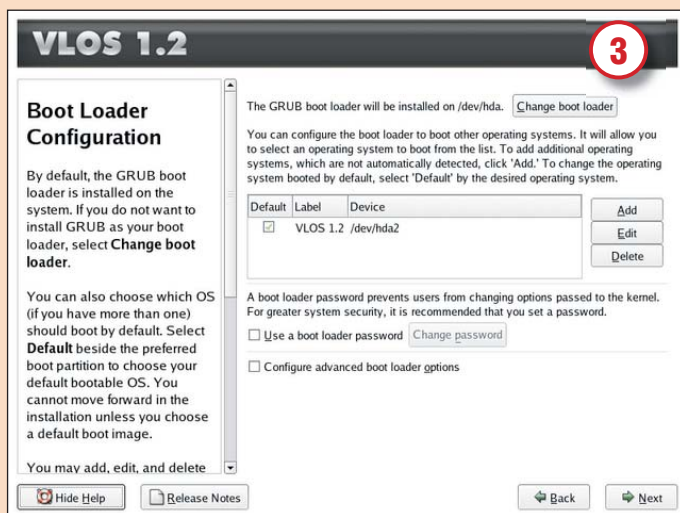 VLOS 1.2
3
Boot Loader
Configuration
By default, the GRUB boot
loader is installed on the
system. If you do not want to
install GRUB as your boot
loader, select Change boot
loader.
You can also choose which OS
(if you have more than one)
should boot by default. Select
Default beside the preferred
boot partition to choose your
default bootable OS. You
cannot move forward in the
installation unless you choose
a default boot image.
You may add, edit, and delete
The GRUB boot loader will be installed on /dev/hda. Change boot loader
You can configure the boot loader to boot other operating systems. It will allow you
to select an operating system to boot from the list. To add additional operating
systems, which are not automatically detected, click 'Add.' To change the operating
system booted by default, select 'Default' by the desired operating system.
Default Label Device
VLOS 1.2 /dev/hda2
Add
Edit
Delete
A boot loader password prevents users from changing options passed to the kernel.
For greater system security, it is recommended that you set a password.
Use a boot loader password Change password
Configure advanced boot loader options
Hide Help Release Notes Back Next